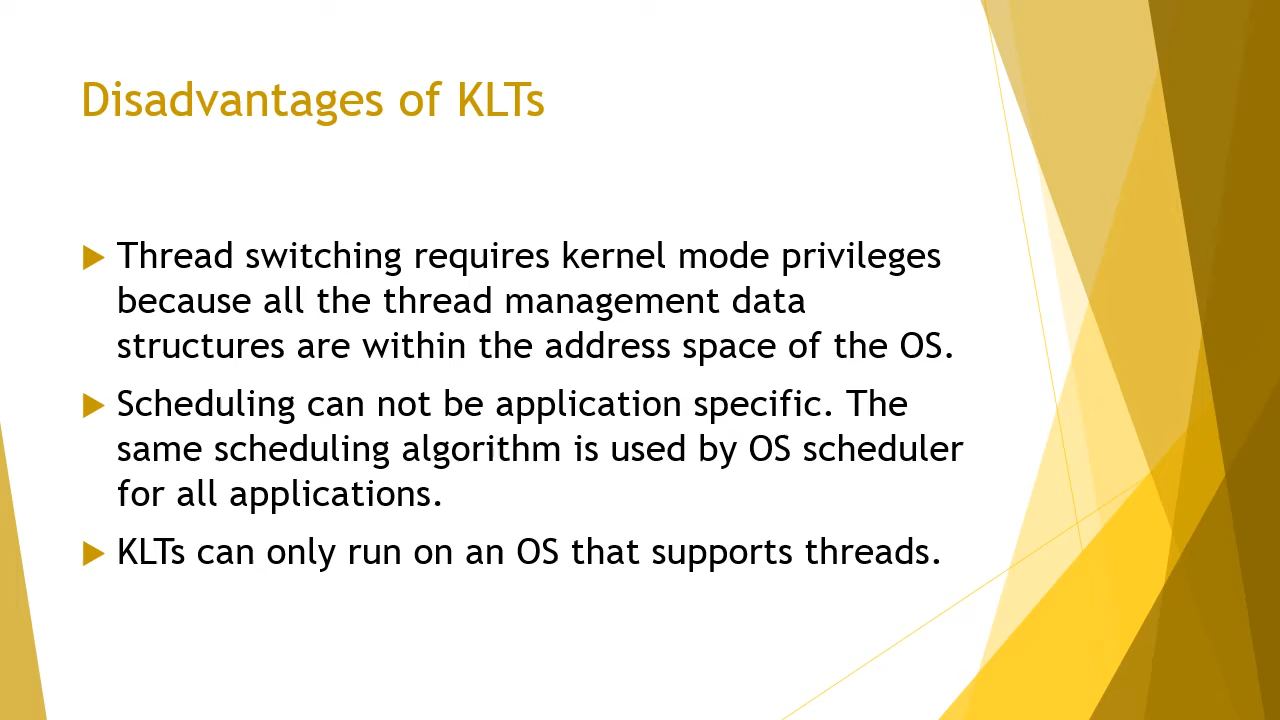 Disadvantages of KLTs
Thread switching requires kernel mode privileges
because all the thread management data
structures are within the address space of the OS.
Scheduling can not be application specific. The
same scheduling algorithm is used by OS scheduler
for all applications.
KLTs can only run on an OS that supports threads.